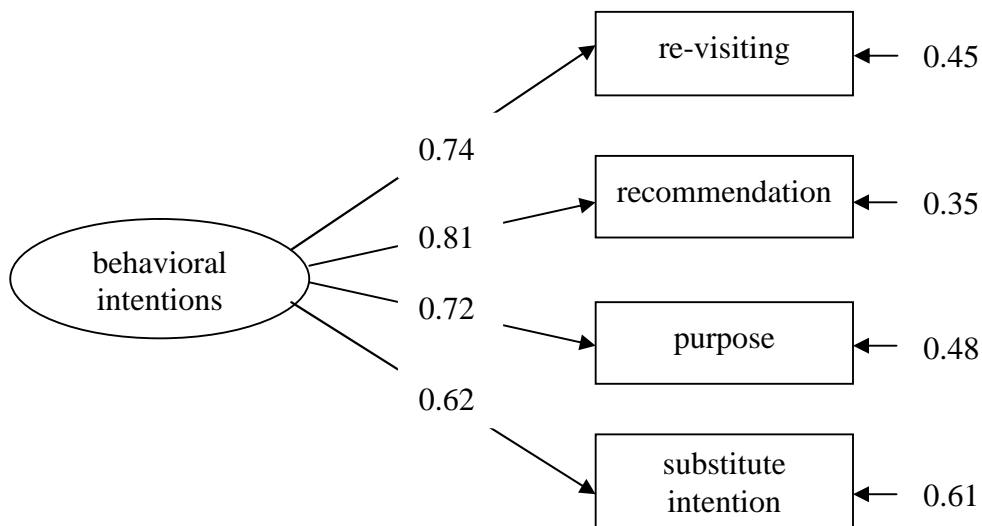 re-visiting
0.45
0.74
recommendation
0.35
0.81
behavioral
intentions
0.72
purpose
0.48
0.62
substitute
intention
0.61